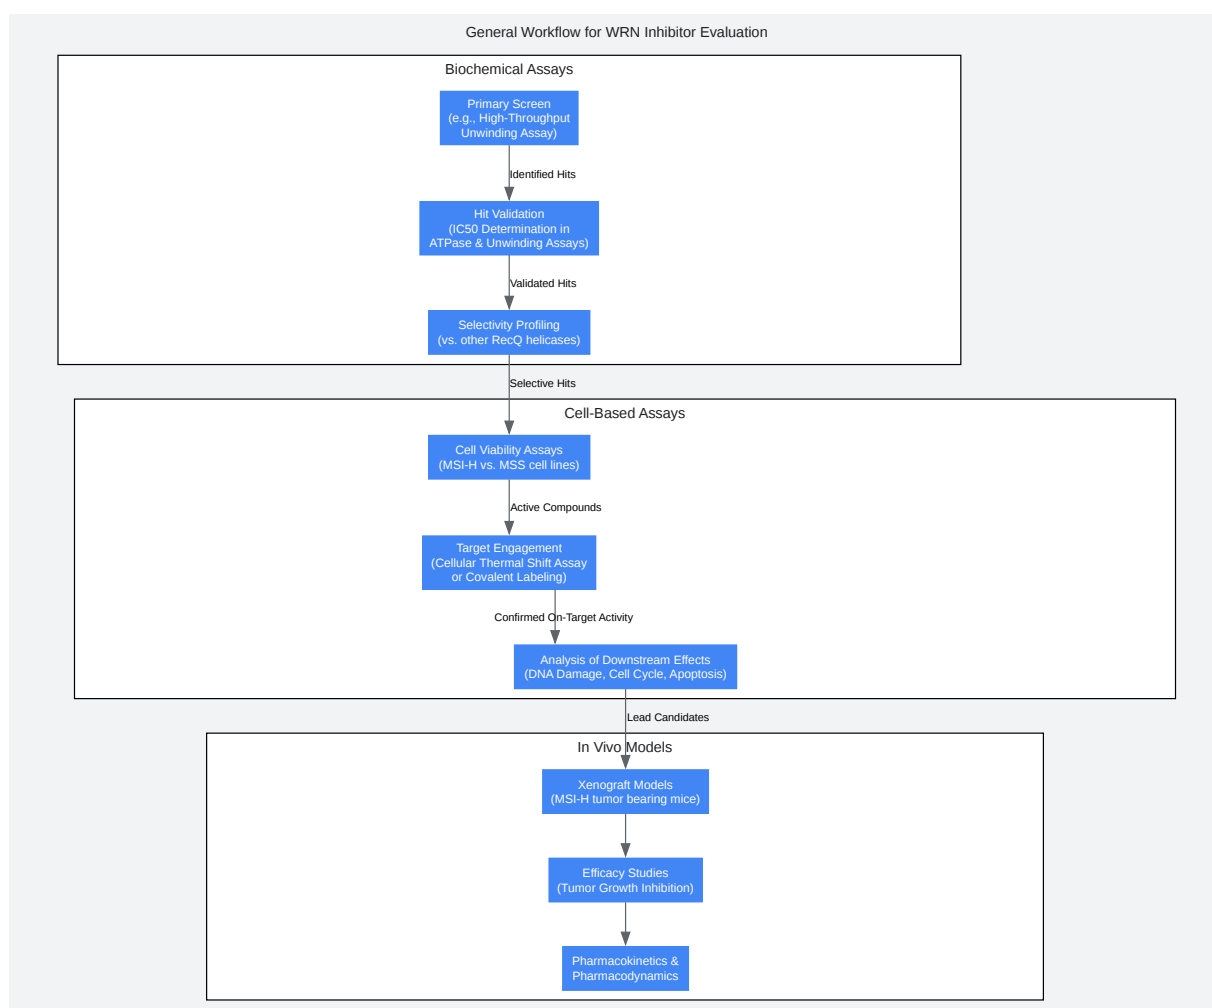 General Workflow for WRN Inhibitor Evaluation
Biochemical Assays
Primary Screen
(e.g., High-Throughput
Unwinding Assay)
Identified Hits
Hit Validation
(IC50 Determination in
ATPase & Unwinding Assays)
Validated Hits
Selectivity Profiling
(vs. other RecQ helicases)
Selective Hits
Cell-Based Assays
Cell Viability Assays
(MSI-H vs. MSS cell lines)
Active Compounds
Target Engagement
(Cellular Thermal Shift Assay
or Covalent Labeling)
Confirmed On-Target Activity
Analysis of Downstream Effects
(DNA Damage, Cell Cycle, Apoptosis)
Lead Candidates
In Vivo Models
Xenograft Models
(MSI-H tumor bearing mice)
Efficacy Studies
(Tumor Growth Inhibition)
Pharmacokinetics &
Pharmacodynamics